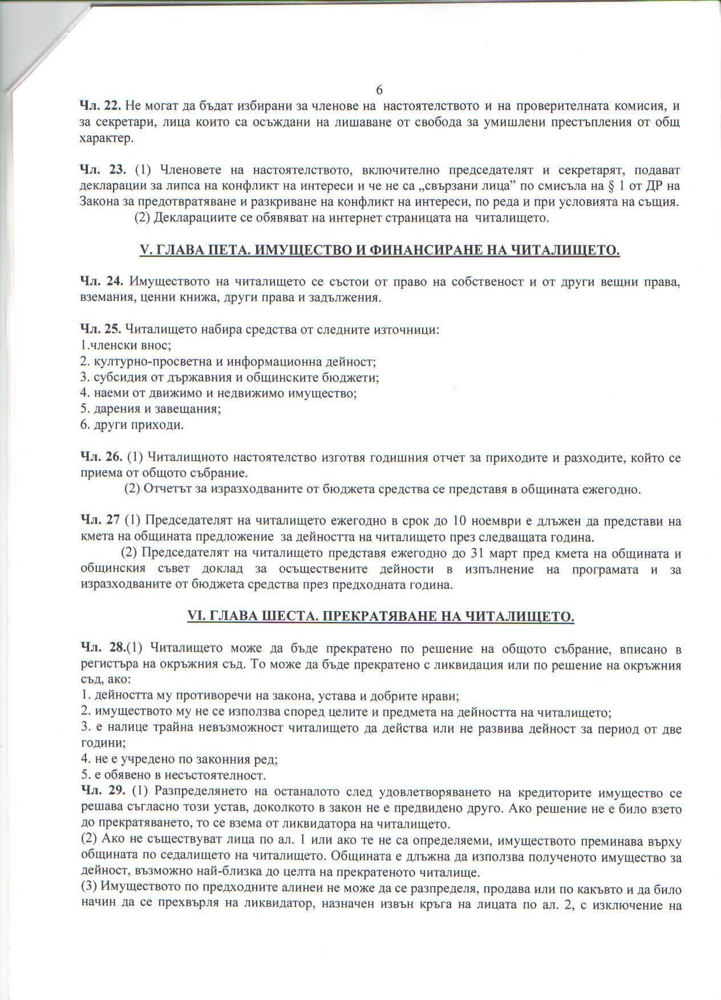 6
Чл. 22. Не могат да бъдат избирани за членове на настоятелството и на проверителната комисия, и
за секретари, лица които са осъждани на лишаване от свобода за умишлени престъпления от общ
характер.
Чл. 23. (1) Членовете на настоятелството, включително председателят и секретарят, подават
декларации за липса на конфликт на интереси и че не са „свързани лица” по смисъла на § 1 от ДР на
Закона за предотвратяване и разкриване на конфликт на интереси, по реда и при условията на същия.
(2) Декларациите се обявяват на интернет страницата на читалището.
V. ГЛАВА ПЕТА. ИМУЩЕСТВО И ФИНАНСИРАНЕ НА ЧИТАЛИЩЕТО.
Чл. 24. Имуществото на читалището се състои от право на собственост и от други вещни права,
вземания, ценни книжа, други права и задължения.
Чл. 25. Читалището набира средства от следните източници:
1.членски внос;
2. културно-просветна и информационна дейност;
3. субсидия от държавния и общинските бюджети;
4. наеми от движимо и недвижимо имущество;
5. дарения и завещания;
6. други приходи.
Чл. 26. (1) Читалищното настоятелство изготвя годишния отчет за приходите и разходите, който се
приема от общото събрание.
(2) Отчетът за изразходваните от бюджета средства се представя в общината ежегодно.
Чл. 27 (1) Председателят на читалището ежегодно в срок до 10 ноември е длъжен да представи на
кмета на общината предложение за дейността на читалището през следващата година.
(2) Председателят на читалището представя ежегодно до 31 март пред кмета на общината и
общинския съвет доклад за осъществените дейности в изпълнение на програмата и за
изразходваните от бюджета средства през предходната година.
VI. ГЛАВА ШЕСТА. ПРЕКРАТЯВАНЕ НА ЧИТАЛИЩЕТО.
Чл. 28.(1) Читалището може да бъде прекратено по решение на общото събрание, вписано в
регистъра на окръжния съд. То може да бъде прекратено с ликвидация или по решение на окръжния
съд, ако:
1. дейността му противоречи на закона, устава и добрите нрави;
2. имуществото му не се използва според целите и предмета на дейността на читалището;
3. е налице трайна невъзможност читалището да действа или не развива дейност за период от две
години;
4. не е учредено по законния ред;
5. е обявено в несъстоятелност.
Чл. 29. (1) Разпределянето на останалото след удовлетворяването на кредиторите имущество се
решава съгласно този устав, доколкото в закон не е предвидено друго. Ако решение не е било взето
до прекратяването, то се взема от ликвидатора на читалището.
(2) Ако не съществуват лица по ал. 1 или ако те не са определяеми, имуществото преминава върху
общината по седалището на читалището. Общината е длъжна да използва полученото имущество за
дейност, възможно най-близка до целта на прекратеното читалище.
(3) Имуществото по предходните алинеи не може да се разпределя, продава или по какъвто и да било
начин да се прехвърля на ликвидатор, назначен извън кръга на лицата по ал. 2, с изключение на